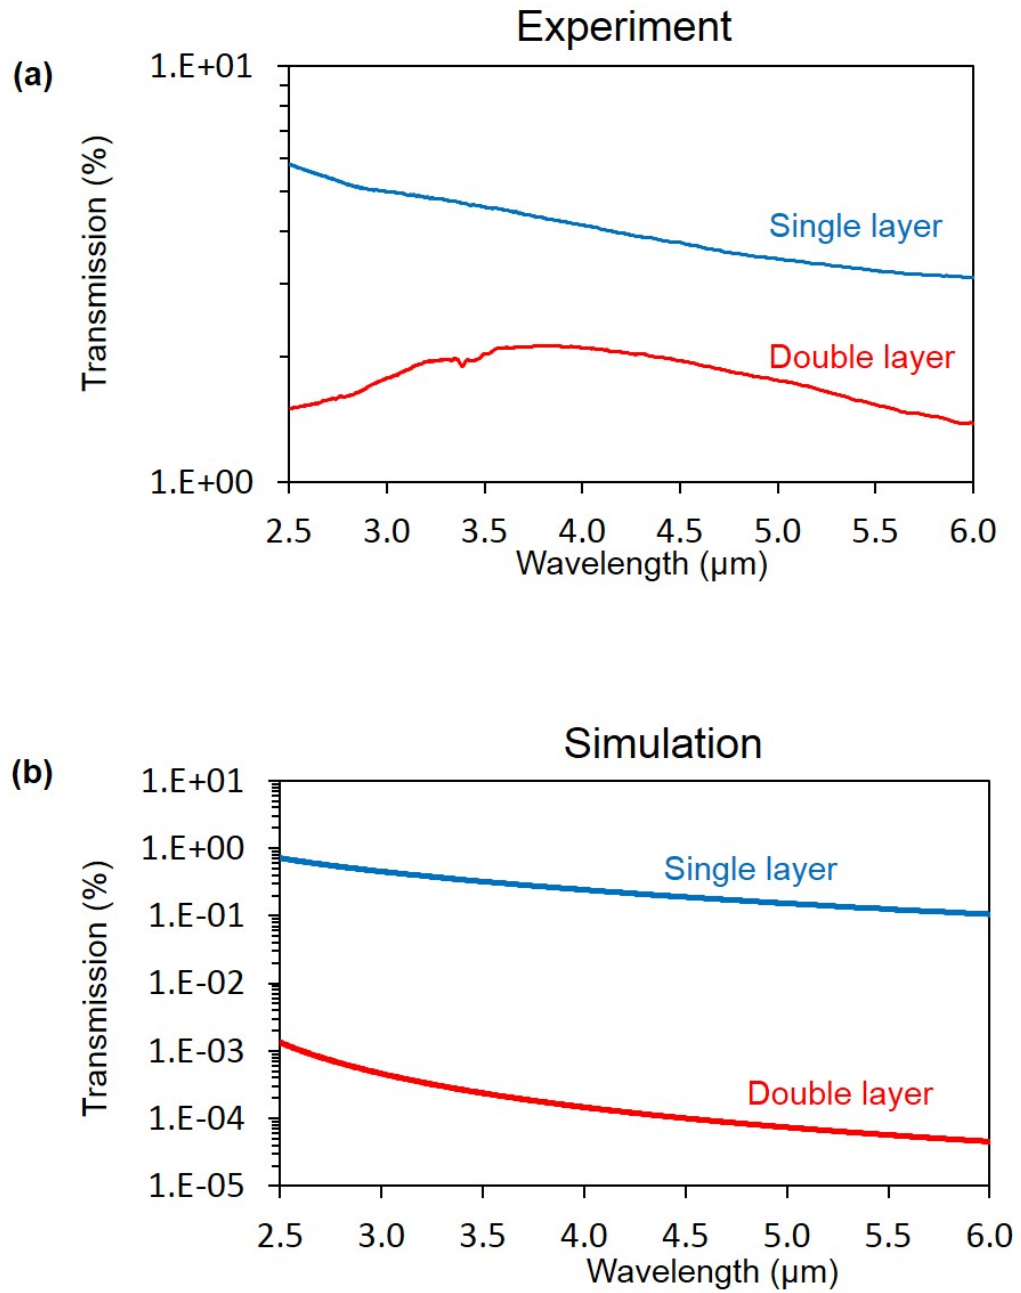 Experiment
(a)
1.E+01
Transmission (%)
Single layer
Double layer
1.E+00
2.5 3.0 3.5 4.0 4.5 5.0 5.5 6.0
Wavelength (μm)
Simulation
(b)
1.E+01
1.E+00
1.E-01
1.E-02
1.E-03
1.E-04
1.E-05
Transmission (%)
Single layer
Double layer
2.5 3.0 3.5 4.0 4.5 5.0 5.5 6.0
Wavelength (μm)